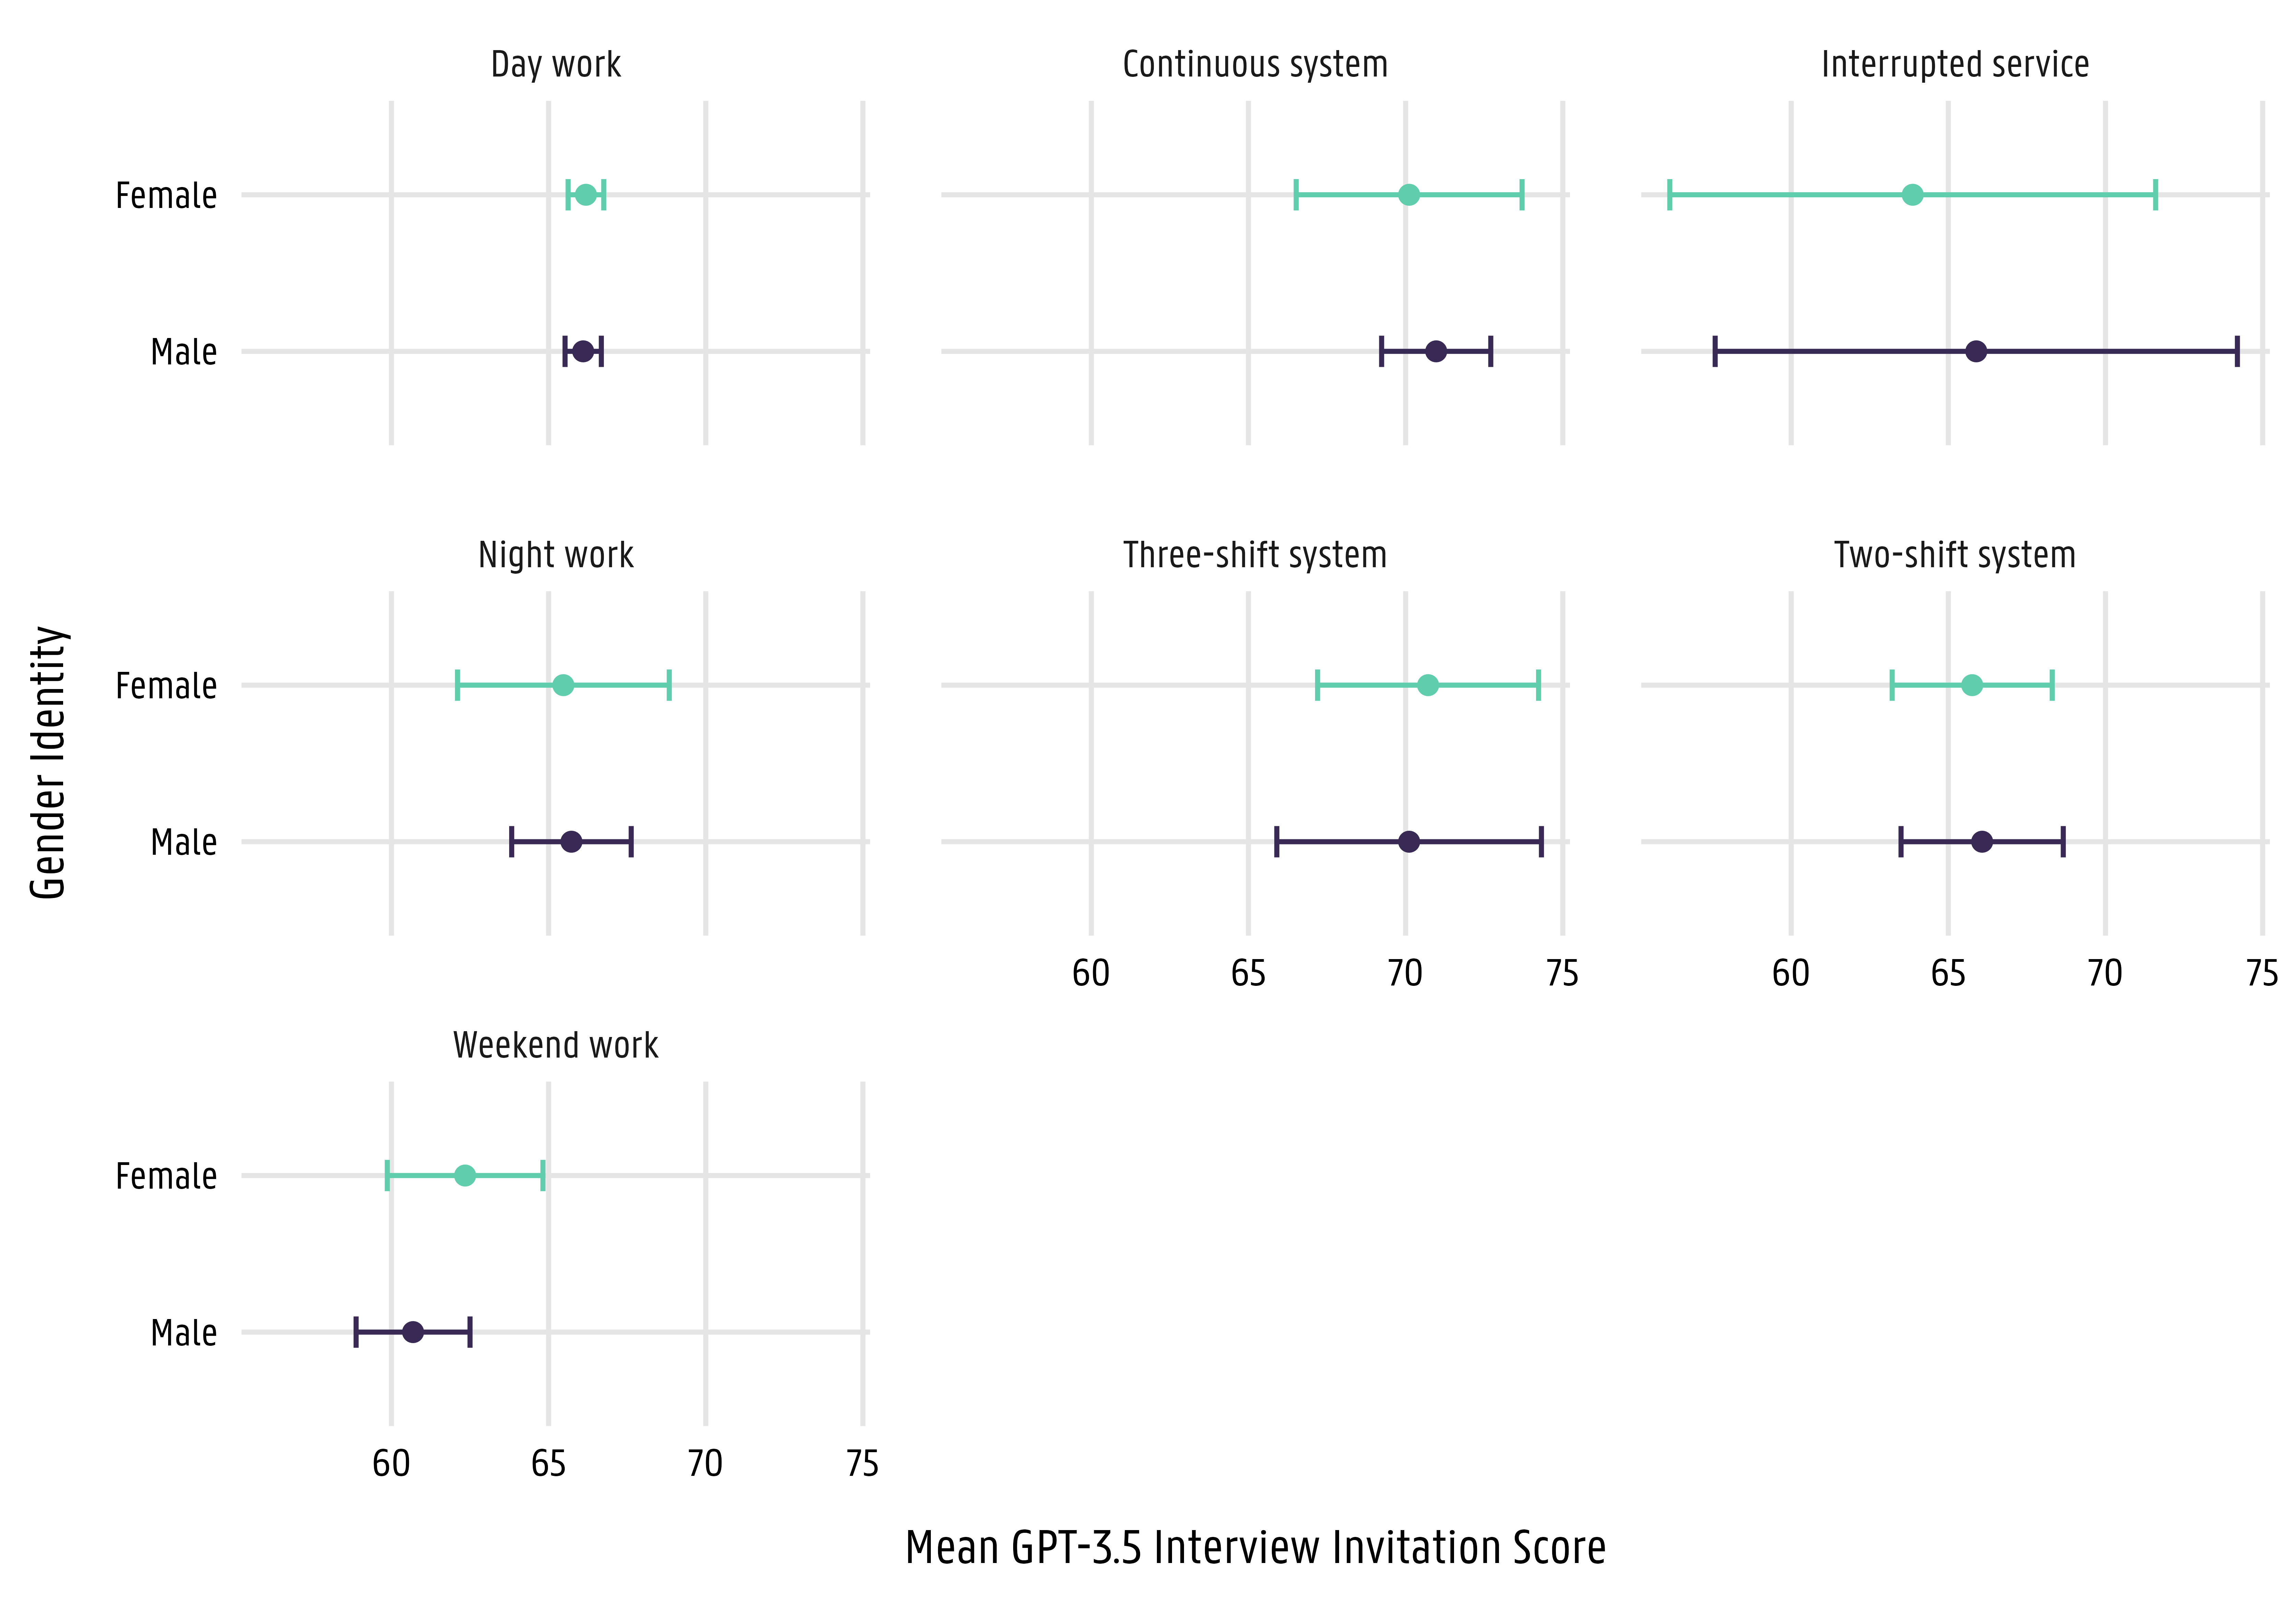 Day work
Continuous system
Interrupted service
Female
Male
Night work
Three-shift system
Two-shift system
Gender Identity
Female
Male
60 65 70 75
60 65 70 75
Weekend work
Female
Male
60 65 70 75
Mean GPT-3.5 Interview Invitation Score